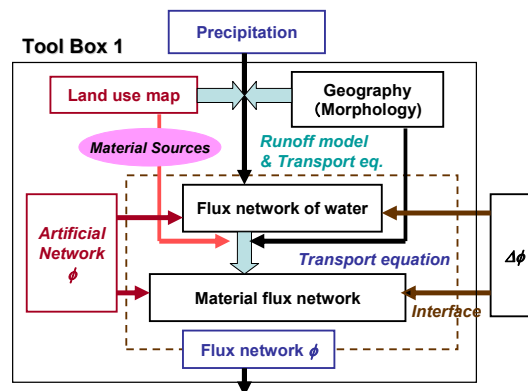 Precipitation
Tool Box 1
Land use map
Geography
(Morphology)
Material Sources
Runoff model
& Transport eq.
Flux network of water
Artificial
Network
ϕ
Transport equation
Δϕ
Material flux network
Interface
Flux network ϕ